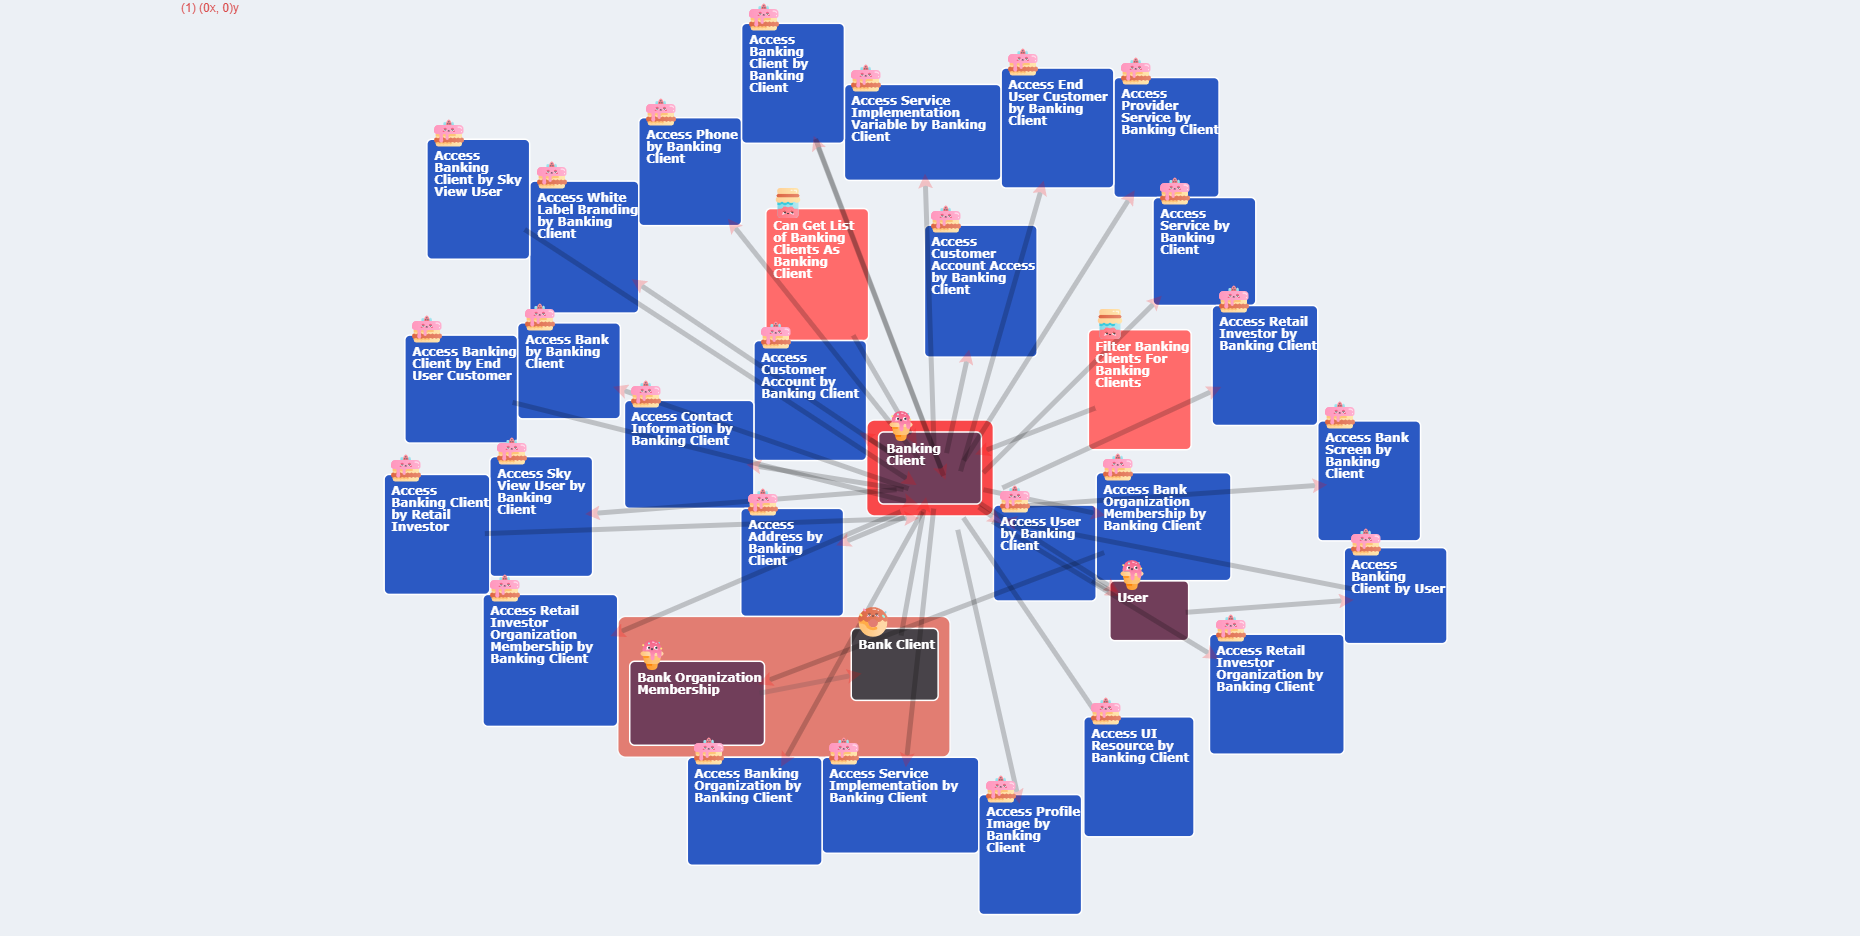 (1) (0x, 0)y
Access
Banking
Client by
Banking
Client
Access Service
Implementation
Variable by Banking
Client
Access End
User Customer
by Banking
Client
Access
Provider
Service by
Banking Client
Access Phone
by Banking
Client
Access
Banking
Client by Sky
View User
Access White
Label Branding
by Banking
Client
Can Get List
of Banking
Clients As
Banking
Client
Access
Customer
Account Access
by Banking
Client
Access
Service by
Banking
Client
Access Retail
Investor by
Banking Client
Access Banking
Client by End
User Customer
Access Bank
by Banking
Client
Access
Customer
Account by
Banking Client
Filter Banking
Clients For
Banking
Clients
Access Contact
Information by
Banking Client
Banking
Client
Access Bank
Screen by
Banking
Client
Access
Banking Client
by Retail
Investor
Access Sky
View User by
Banking
Client
Access
Address by
Banking
Client
Access User
by Banking
Client
Access Bank
Organization
Membership by
Banking Client
Access
Banking
Client by User
User
Access Retail
Investor
Organization
Membership by
Banking Client
Bank Organization
Membership
Bank Client
Access Retail
Investor
Organization by
Banking Client
Access UI
Resource by
Banking Client
Access Banking
Organization by
Banking Client
Access Service
Implementation by
Banking Client
Access Profile
Image by
Banking
Client